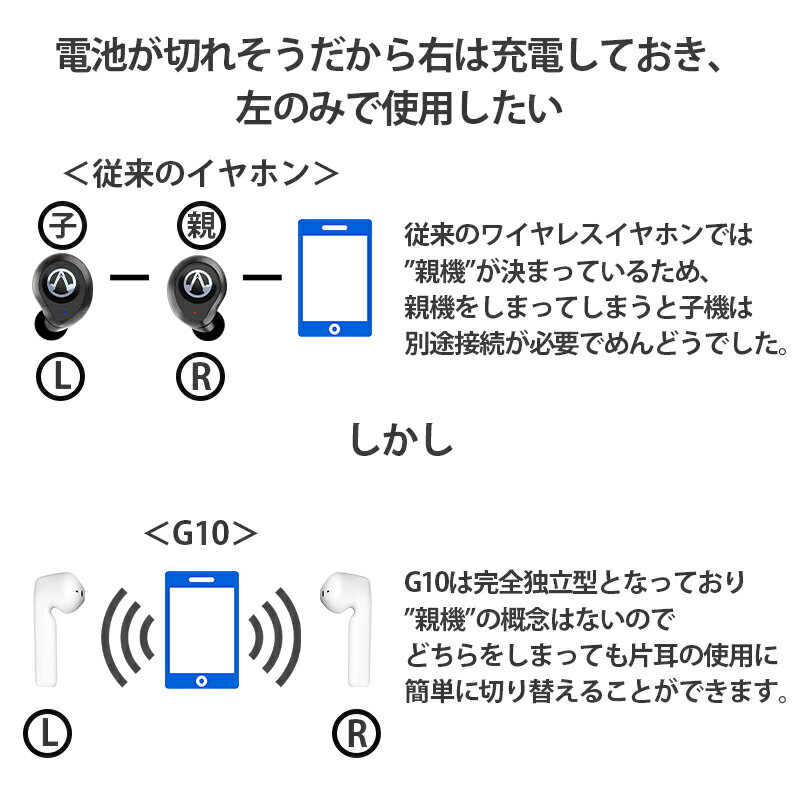 電池が切れそうだから右は充電しておき、
左のみで使用したい
＜従来のイヤホン＞
子 親
L R
従来のワイヤレスイヤホンでは
”親機”が決まっているため、
親機をしまってしまうと子機は
別途接続が必要でめんどうでした。
しかし
＜G10＞
L R
G10は完全独立型となっており
”親機”の概念はないので
どちらをしまっても片耳の使用に
簡単に切り替えることができます。